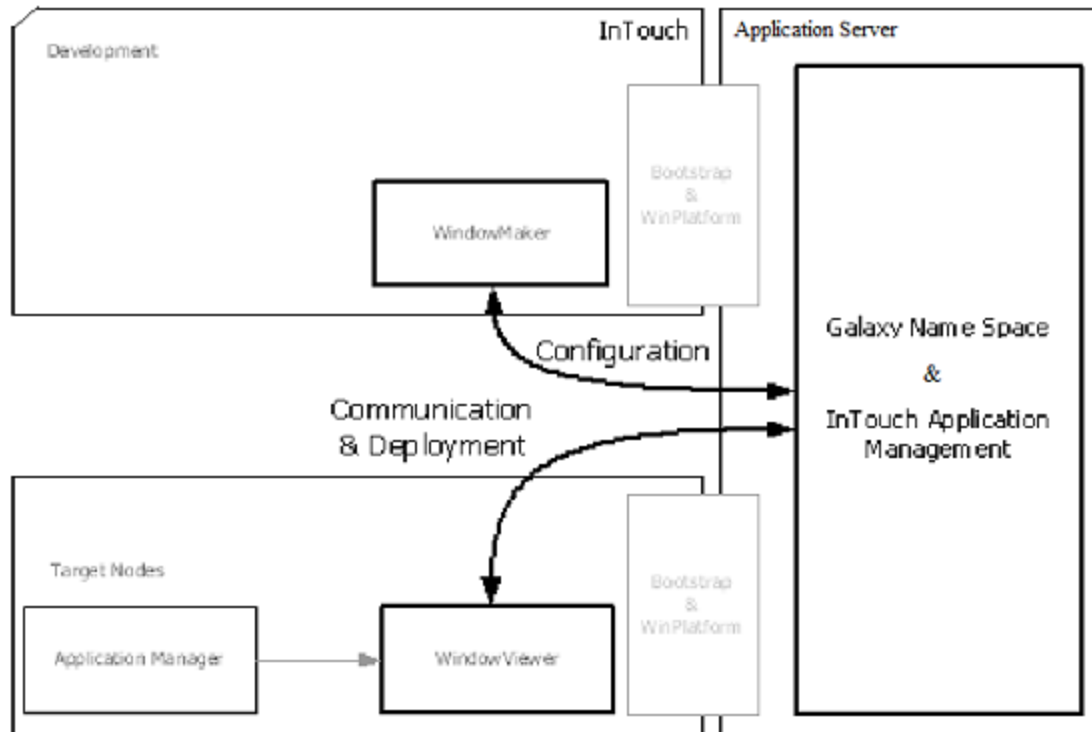 InTouch
Application Server
Development
Bootstrap
&
WinPlatform
WindowMaker
Configuration
Communication
& Deployment
Galaxy Name Space
&
InTouch Application
Management
Target Nodes
Bootstrap
&
WinPlatform
Application Manager
WindowViewer